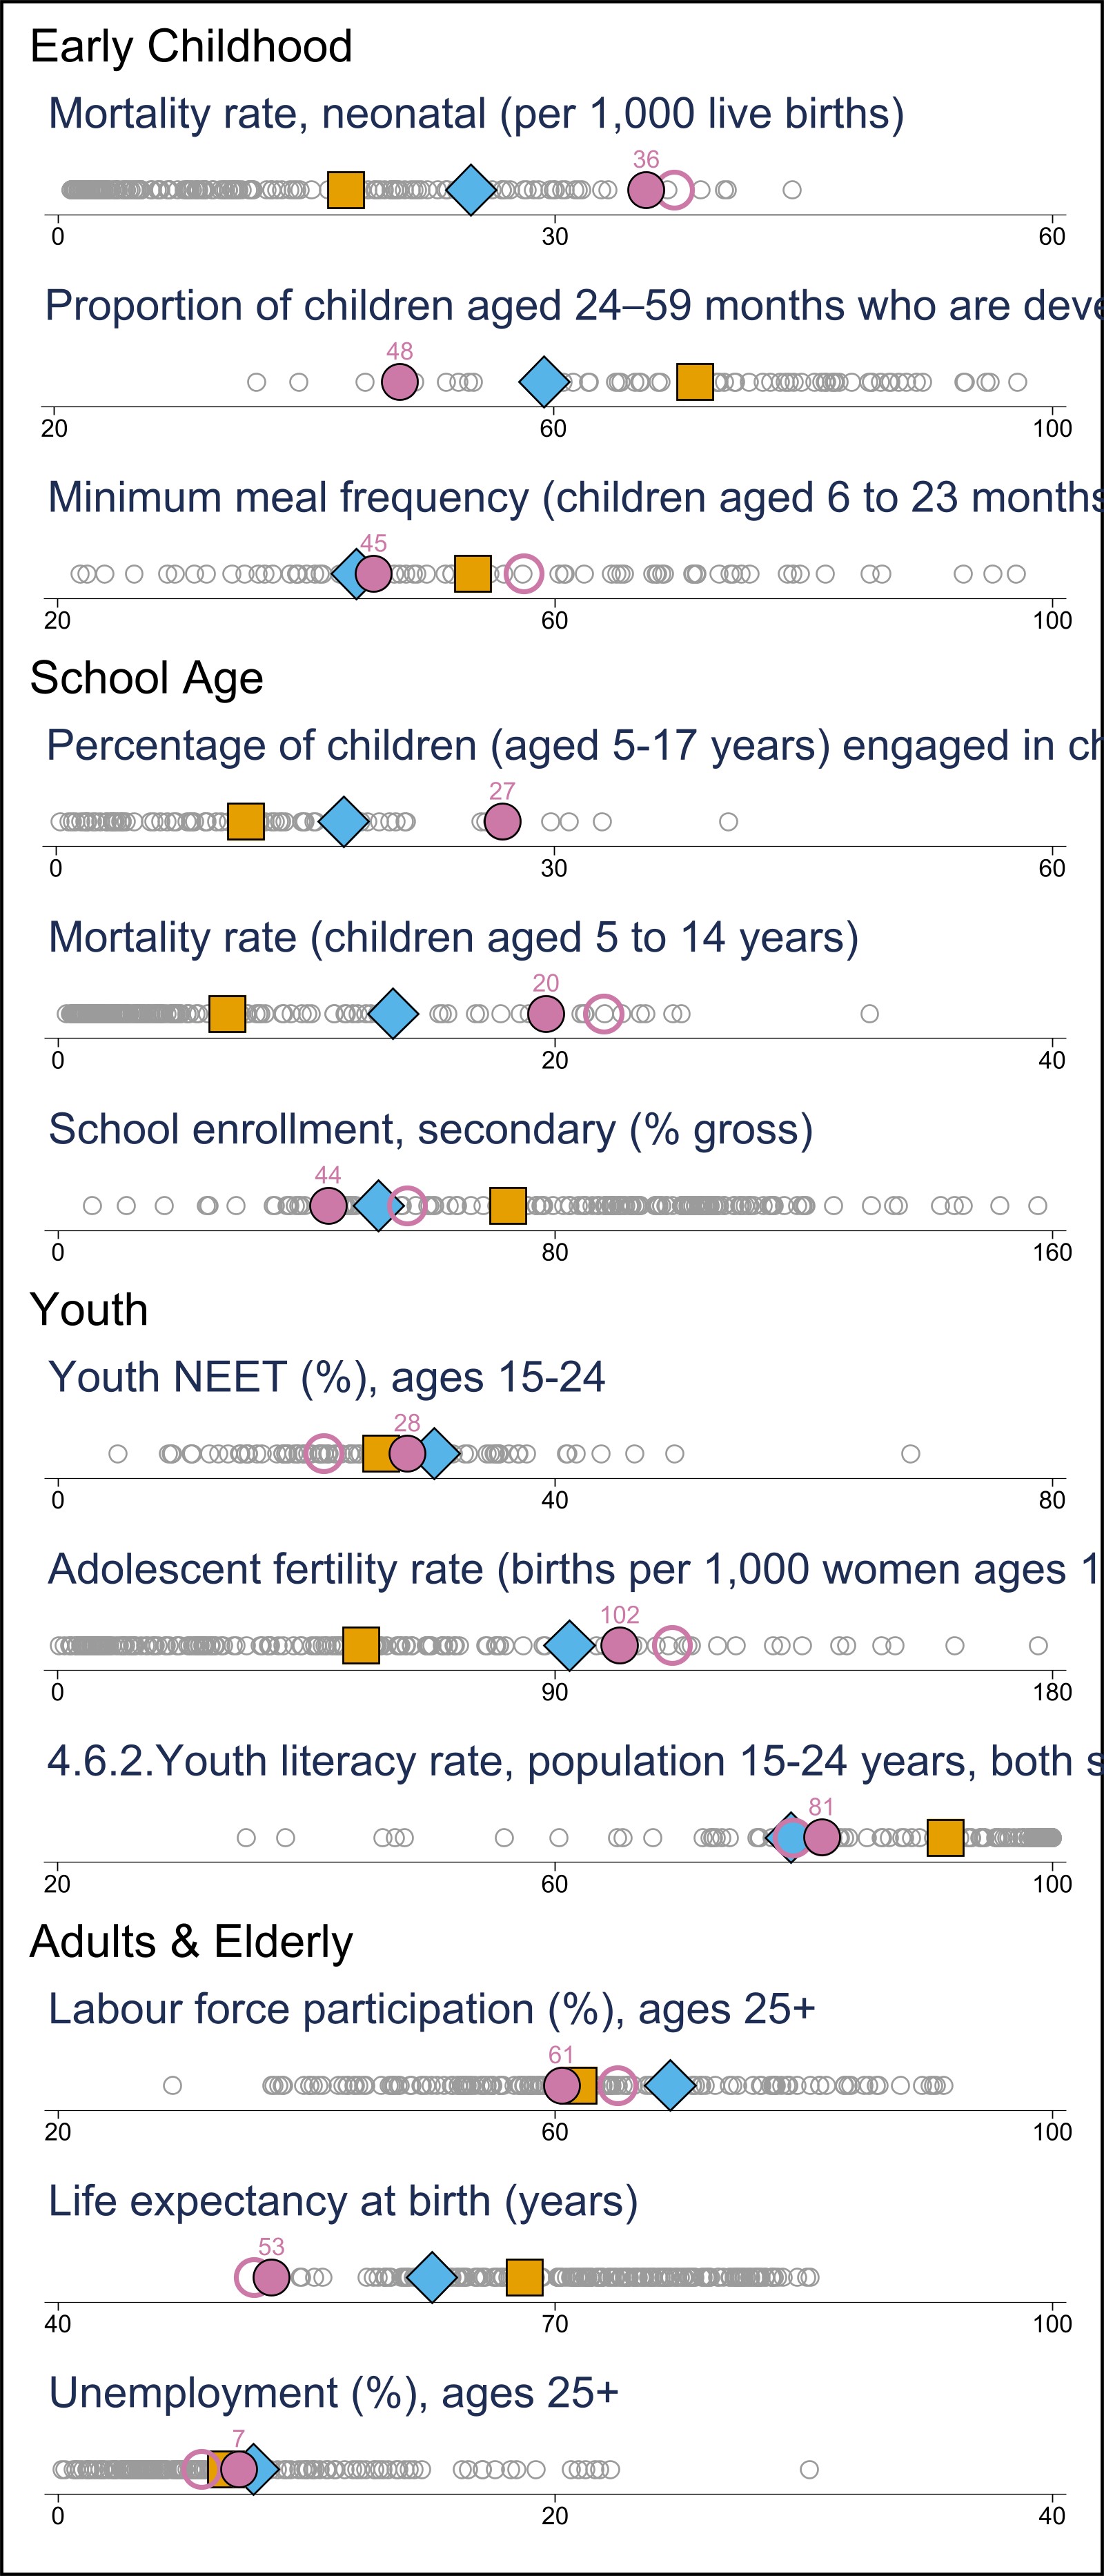 Early Childhood
Mortality rate, neonatal (per 1,000 live births)
36
0 30 60
Proportion of children aged 24–59 months who are deve
48
20 60 100
Minimum meal frequency (children aged 6 to 23 months
45
20 60 100
School Age
Percentage of children (aged 5-17 years) engaged in ch
27
0 30 60
Mortality rate (children aged 5 to 14 years)
20
0 20 40
School enrollment, secondary (% gross)
44
0 80 160
Youth
Youth NEET (%), ages 15-24
28
0 40 80
Adolescent fertility rate (births per 1,000 women ages 1
102
0 90 180
4.6.2.Youth literacy rate, population 15-24 years, both s
81
20 60 100
Adults & Elderly
Labour force participation (%), ages 25+
61
20 60 100
Life expectancy at birth (years)
53
40 70 100
Unemployment (%), ages 25+
7
0 20 40